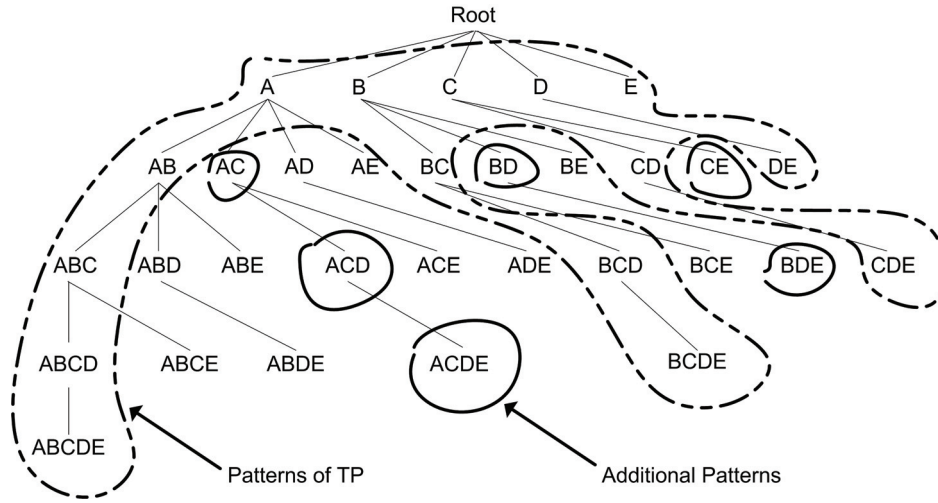 Root
A B C D E
AB AC AD AE BC BD BE CD CE DE
ABC ABD ABE ACD ACE ADE BCD BCE BDE CDE
ABCD ABCE ABDE ACDE BCDE
ABCDE
Patterns of TP Additional Patterns